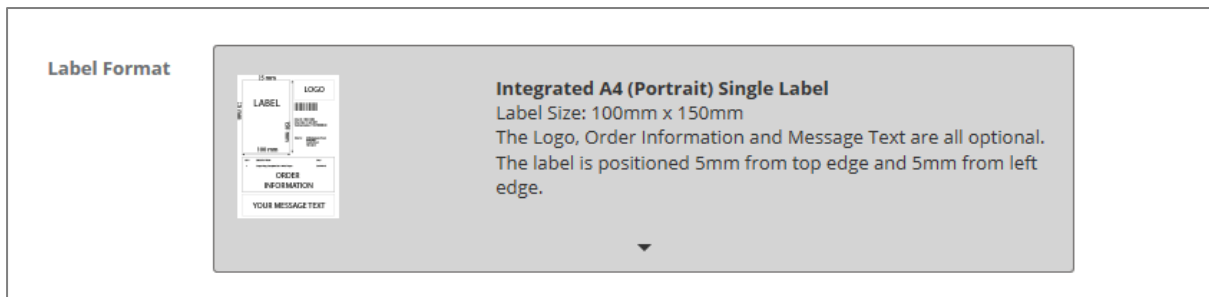 Label Format
LABEL
LOGO
100 mm
ORDER
INFORMATION
YOUR MESSAGE TEXT
Integrated A4 (Portrait) Single Label
Label Size: 100mm x 150mm
The Logo, Order Information and Message Text are all optional.
The label is positioned 5mm from top edge and 5mm from left
edge.